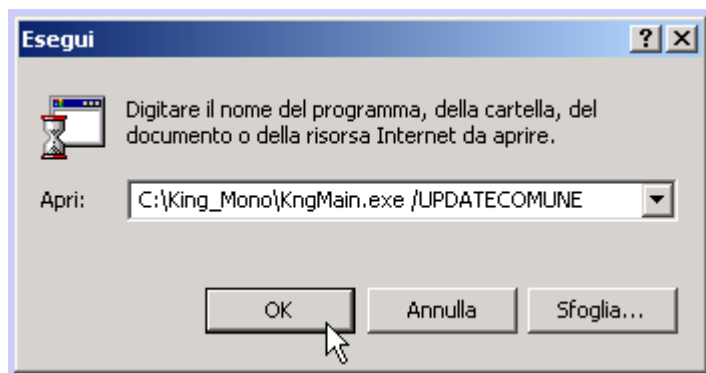 Esegui
Digitare il nome del programma, della cartella, del
documento o della risorsa Internet da aprire.
Apri: C:\King_Mono\KngMain.exe /UPDATECOMUNE
OK Annulla Sfoglia...